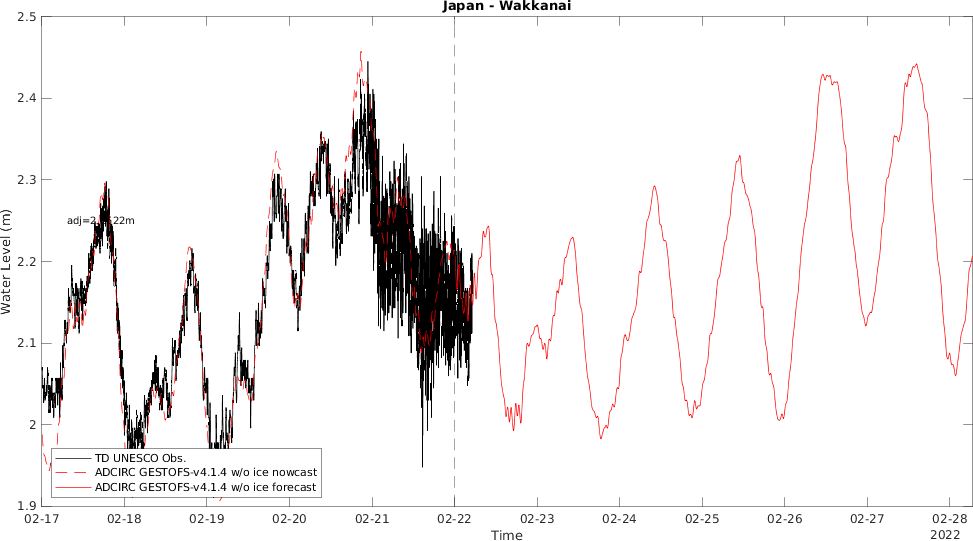 Japan - Wakkanai
2.5
2.4
2.3
2.2
2.1
2
1.9
Water Level (m)
TD UNESCO Obs.
ADCIRC GESTOFS-v4.1.4 w/o ice nowcast
ADCIRC GESTOFS-v4.1.4 w/o ice forecast
02-17 02-18 02-19 02-20 02-21 02-22 02-23 02-24 02-25 02-26 02-27 02-28
2022
Time